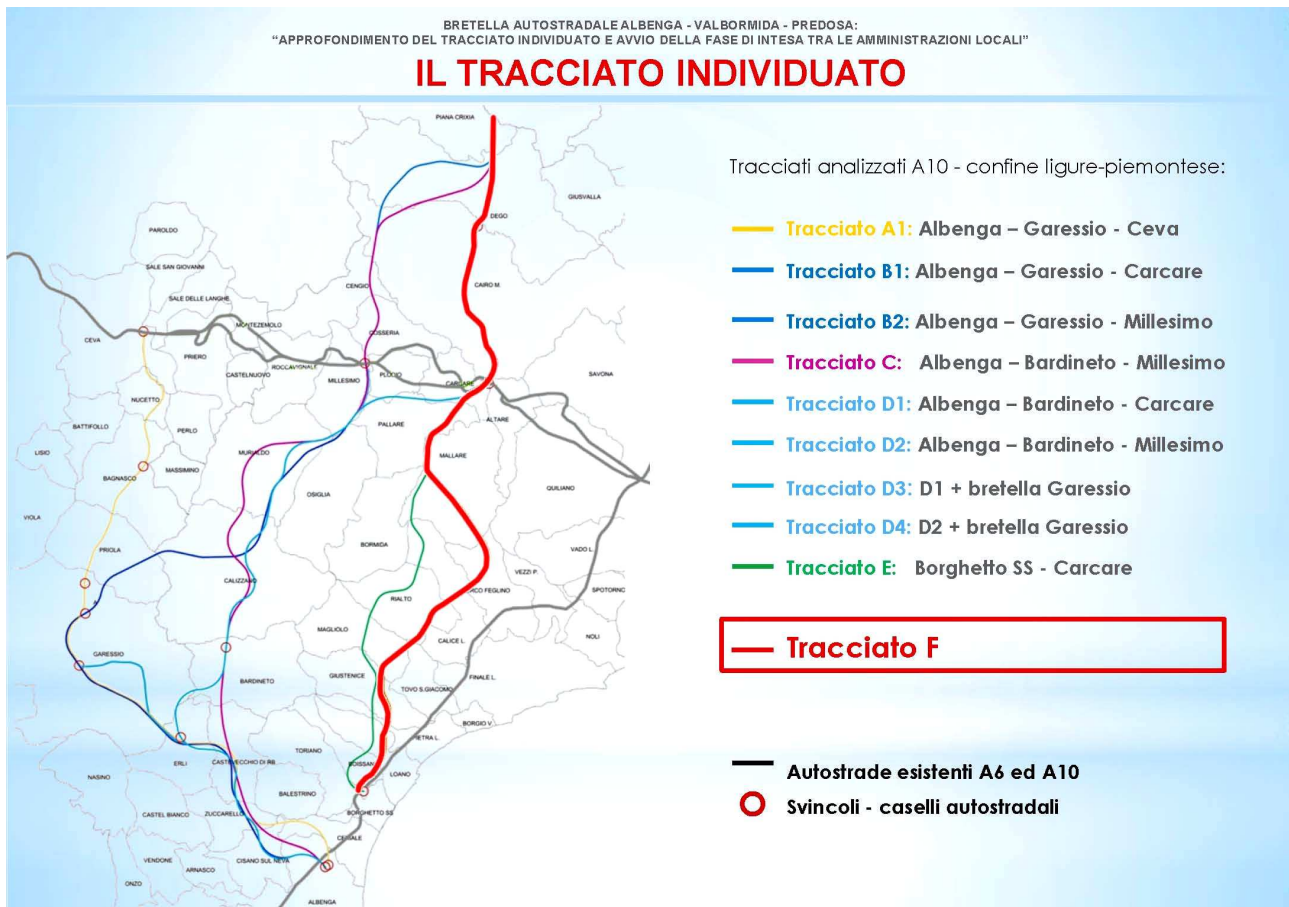 BRETELLA AUTOSTRADALE ALBENGA - VALBORMIDA - PREDOSA:
“APPROFONDIMENTO DEL TRACCIATO INDIVIDUATO E AVVIO DELLA FASE DI INTESA TRA LE AMMINISTRAZIONI LOCALI”
IL TRACCIATO INDIVIDUATO
Tracciati analizzati A10 - confine ligure-piemontese:
Tracciato A1: Albenga – Garessio - Ceva
Tracciato B1: Albenga – Garessio - Carcare
Tracciato B2: Albenga – Garessio - Millesimo
Tracciato C: Albenga – Bardineto - Millesimo
Tracciato D1: Albenga – Bardineto - Carcare
Tracciato D2: Albenga – Bardineto - Millesimo
Tracciato D3: D1 + bretella Garessio
Tracciato D4: D2 + bretella Garessio
Tracciato E: Borghetto SS - Carcare
Tracciato F
Autostrade esistenti A6 ed A10
Svincoli - caselli autostradali
PIANA CRIXIA
GIUSVALLA
DEGO
PAROLDO
SALE SAN GIOVANNI
CENGIO
CAIRO M.
SALE DELLE LANGHE
MONTEZEMOLO
COSSERIA
CEVA
PRIERO
ROCCAVIGNALE
CASTELNUOVO
MILLESIMO
PLODIO
CARCARE
SAVONA
NUCETTO
ALTARE
PALLARE
BATTIFOLLO
PERLO
LISIO
MURIALDO
MALLARE
MASSIMINO
BAGNASCO
OSIGLIA
QUILIANO
VIOLA
BORMIDA
PRIOLA
VADO L.
CALIZZANO
VEZZI P.
SPOTORNO
RCO FEGLINO
RIALTO
MAGLIOLO
NOLI
CALICE L.
GARESSIO
GIUSTENICE
FINALE L.
BARDINETO
TOVO S.GIACOMO
BORGIO V.
PIETRA L.
TORIANO
ERLI
CASTELVECCHIO DI RB.
BOISSAN
LOANO
NASINO
BALESTRINO
CASTEL BIANCO
ZUCCARELLO
BORGHETTO SS
CERIALE
VENDONE
CISANO SUL NEVA
ARNASCO
ONZO
ALBENGA